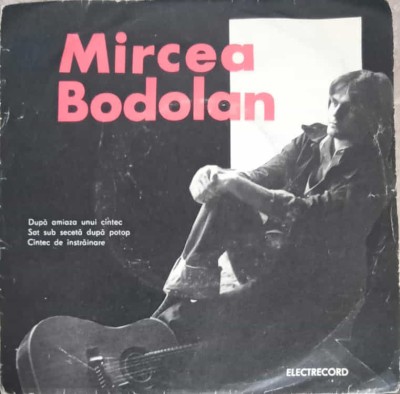 Mircea
Bodolan
După amiaza unui cîntec
Sat sub secetă după potop
Cîntec de înstrăinare
ELECTRECORD